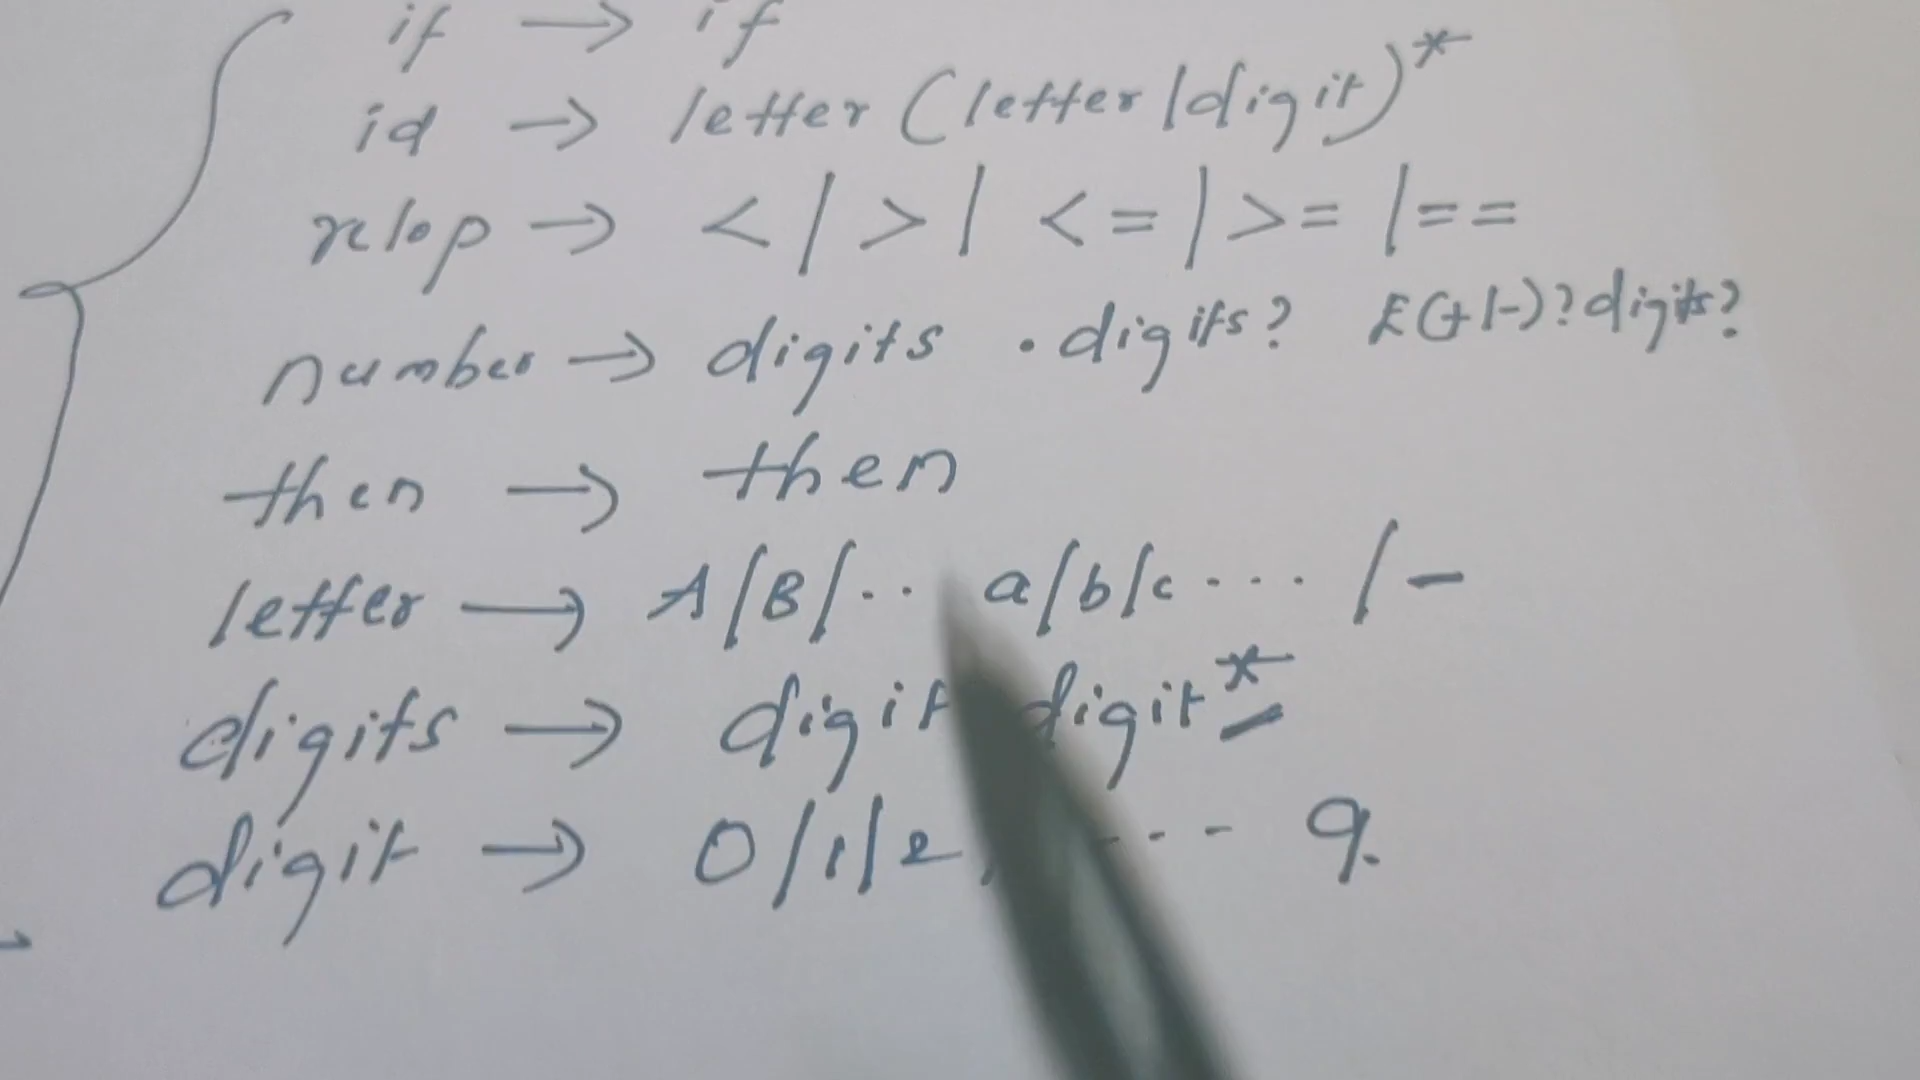 if → if
id → letter (letter/digit)*
relop → < / > / <= / >= / ==
number → digits . digits? E(+/-)? digits?
then → then
letter → A/B/.. a/b/c .... /-
digits → digit digit*
digit → 0/1/2 --- 9.